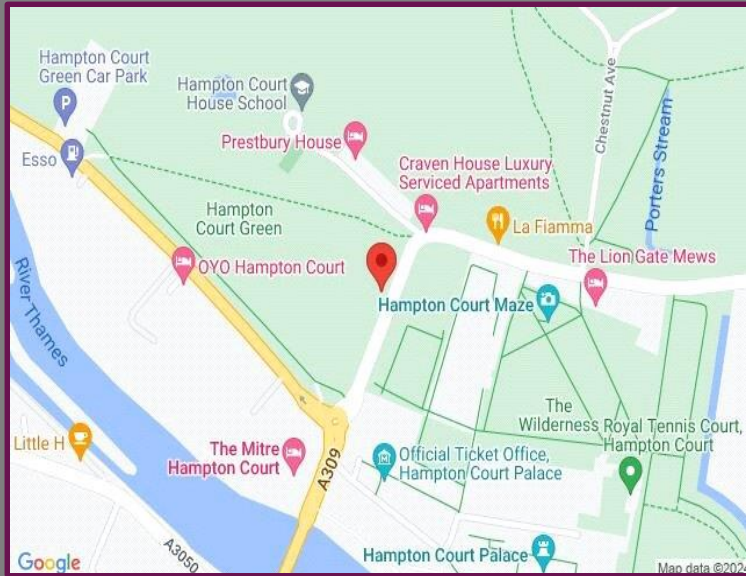 Hampton Court
Green Car Park
P
Hampton Court
House School
Chestnut Ave
Porters Stream
Prestbury House
Esso
Craven House Luxury
Serviced Apartments
Hampton
Court Green
La Fiamma
OYO Hampton Court
The Lion Gate Mews
River Thames
Hampton Court Maze
The
Wilderness
Royal Tennis Court,
Hampton Court
Little H
The Mitre
Hampton Court
A309
Official Ticket Office,
Hampton Court Palace
A3050
Hampton Court Palace
Google
Map data ©2024